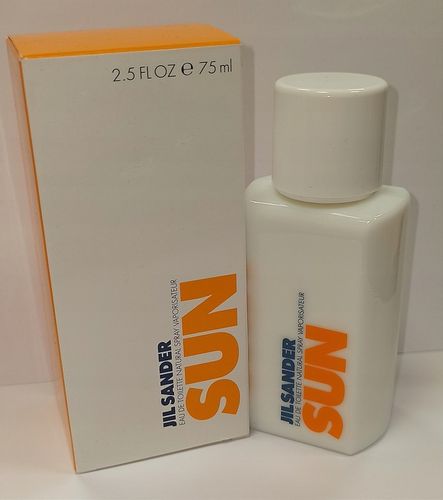 2.5 FL OZ e 75 ml
JIL SANDER
EAU DE TOILETTE NATURAL SPRAY VAPORISATEUR
SUN
JIL SANDER
EAU DE TOILETTE NATURAL SPRAY VAPORISATEUR
SUN